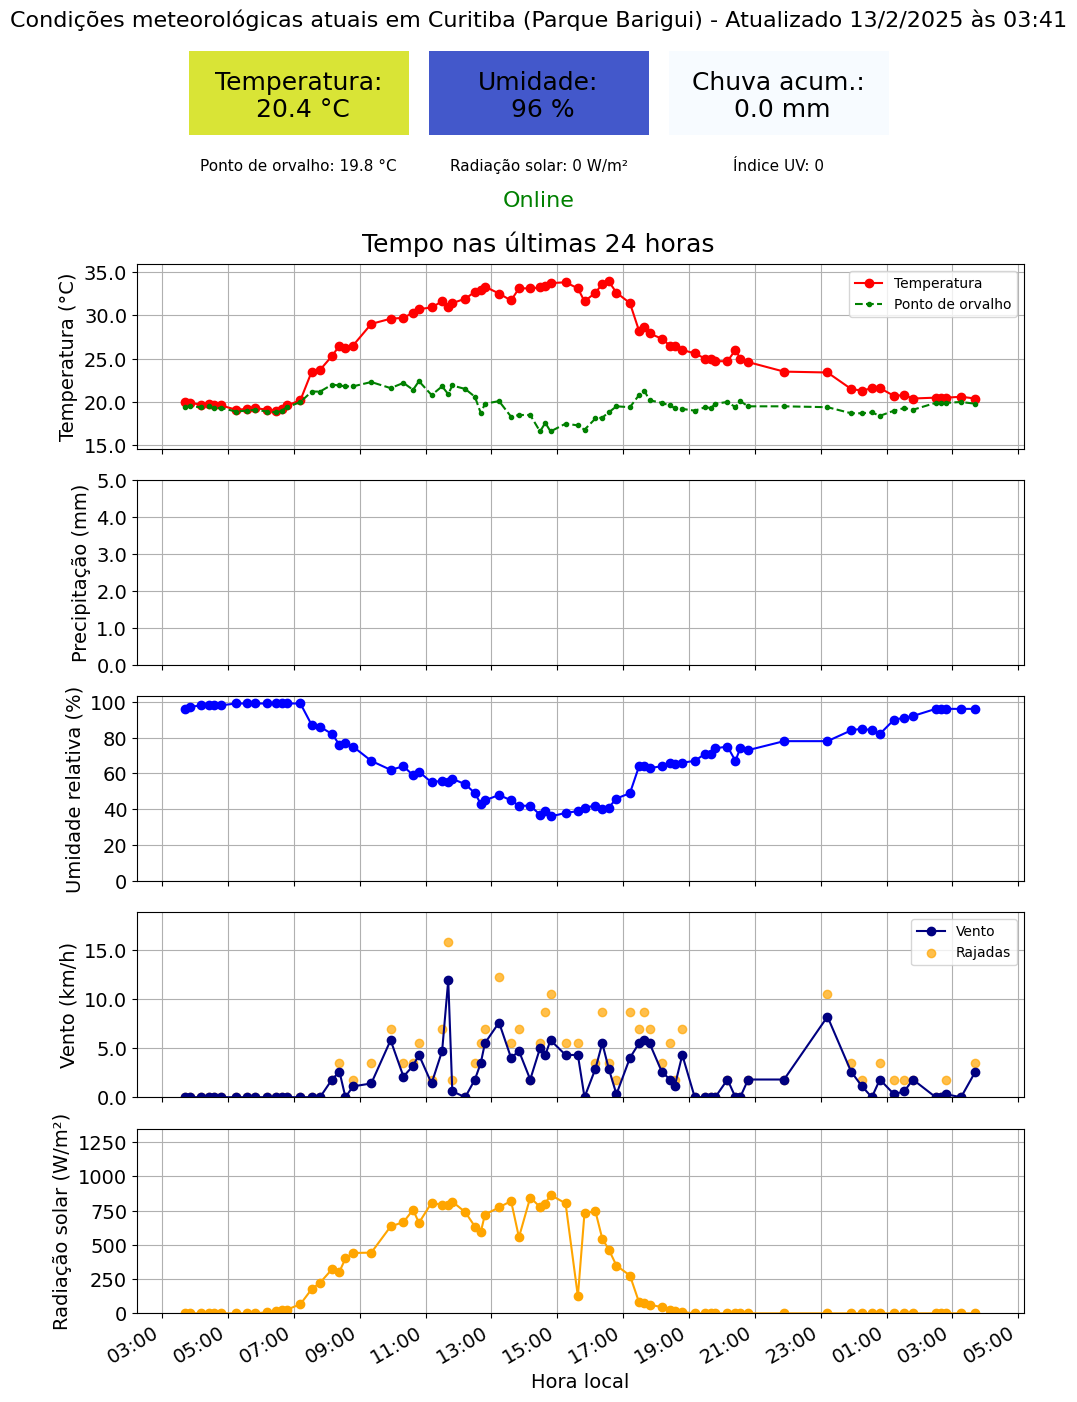 Condições meteorológicas atuais em Curitiba (Parque Barigui) - Atualizado 13/2/2025 às 03:41
Temperatura:
20.4 °C
Umidade:
96 %
Chuva acum.:
0.0 mm
Ponto de orvalho: 19.8 °C
Radiação solar: 0 W/m²
Índice UV: 0
Online
Tempo nas últimas 24 horas
Temperatura (°C)
35.0
30.0
25.0
20.0
15.0
Temperatura
Ponto de orvalho
Precipitação (mm)
5.0
4.0
3.0
2.0
1.0
0.0
Umidade relativa (%)
100
80
60
40
20
0
Vento (km/h)
15.0
10.0
5.0
0.0
Vento
Rajadas
Radiação solar (W/m²)
1250
1000
750
500
250
0
03:00
05:00
07:00
09:00
11:00
13:00
15:00
17:00
19:00
21:00
23:00
01:00
03:00
05:00
Hora local